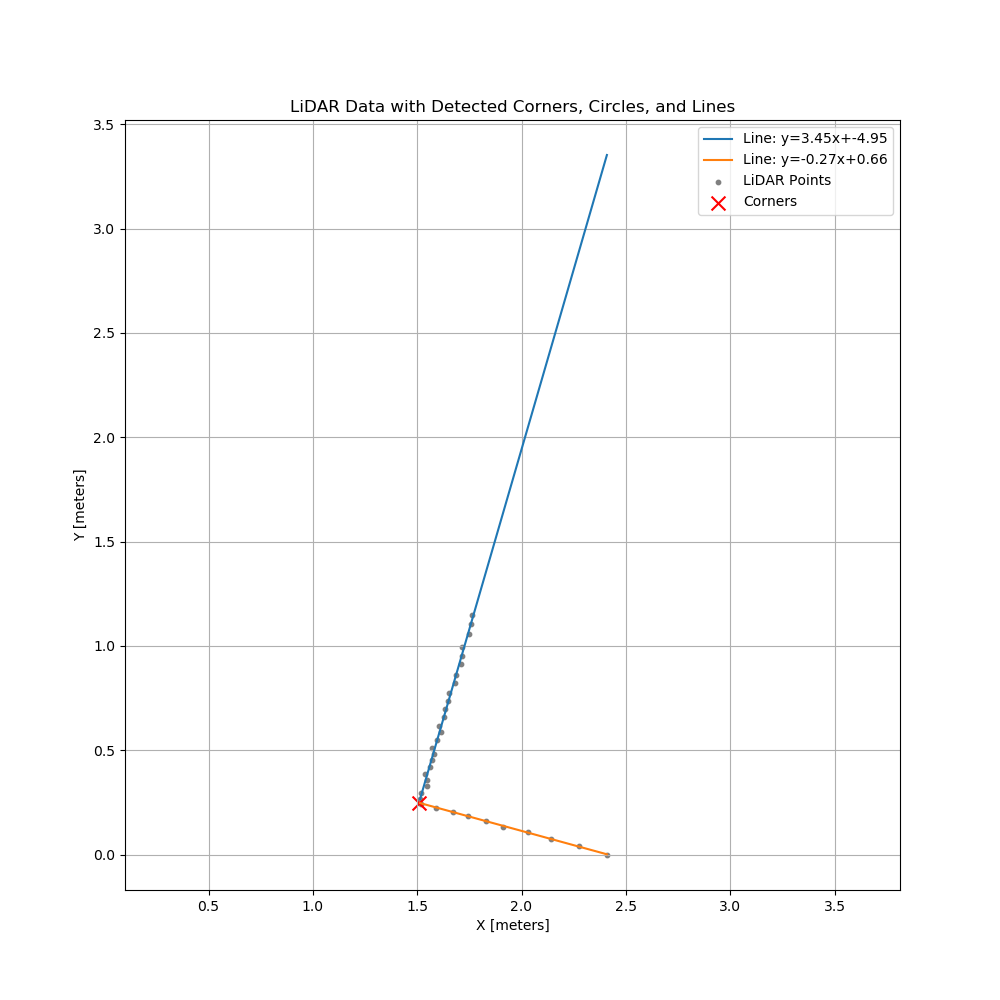 LiDAR Data with Detected Corners, Circles, and Lines
Line: y=3.45x+-4.95
Line: y=-0.27x+0.66
LiDAR Points
Corners
3.5
3.0
2.5
2.0
1.5
1.0
0.5
0.0
Y [meters]
0.5 1.0 1.5 2.0 2.5 3.0 3.5
X [meters]